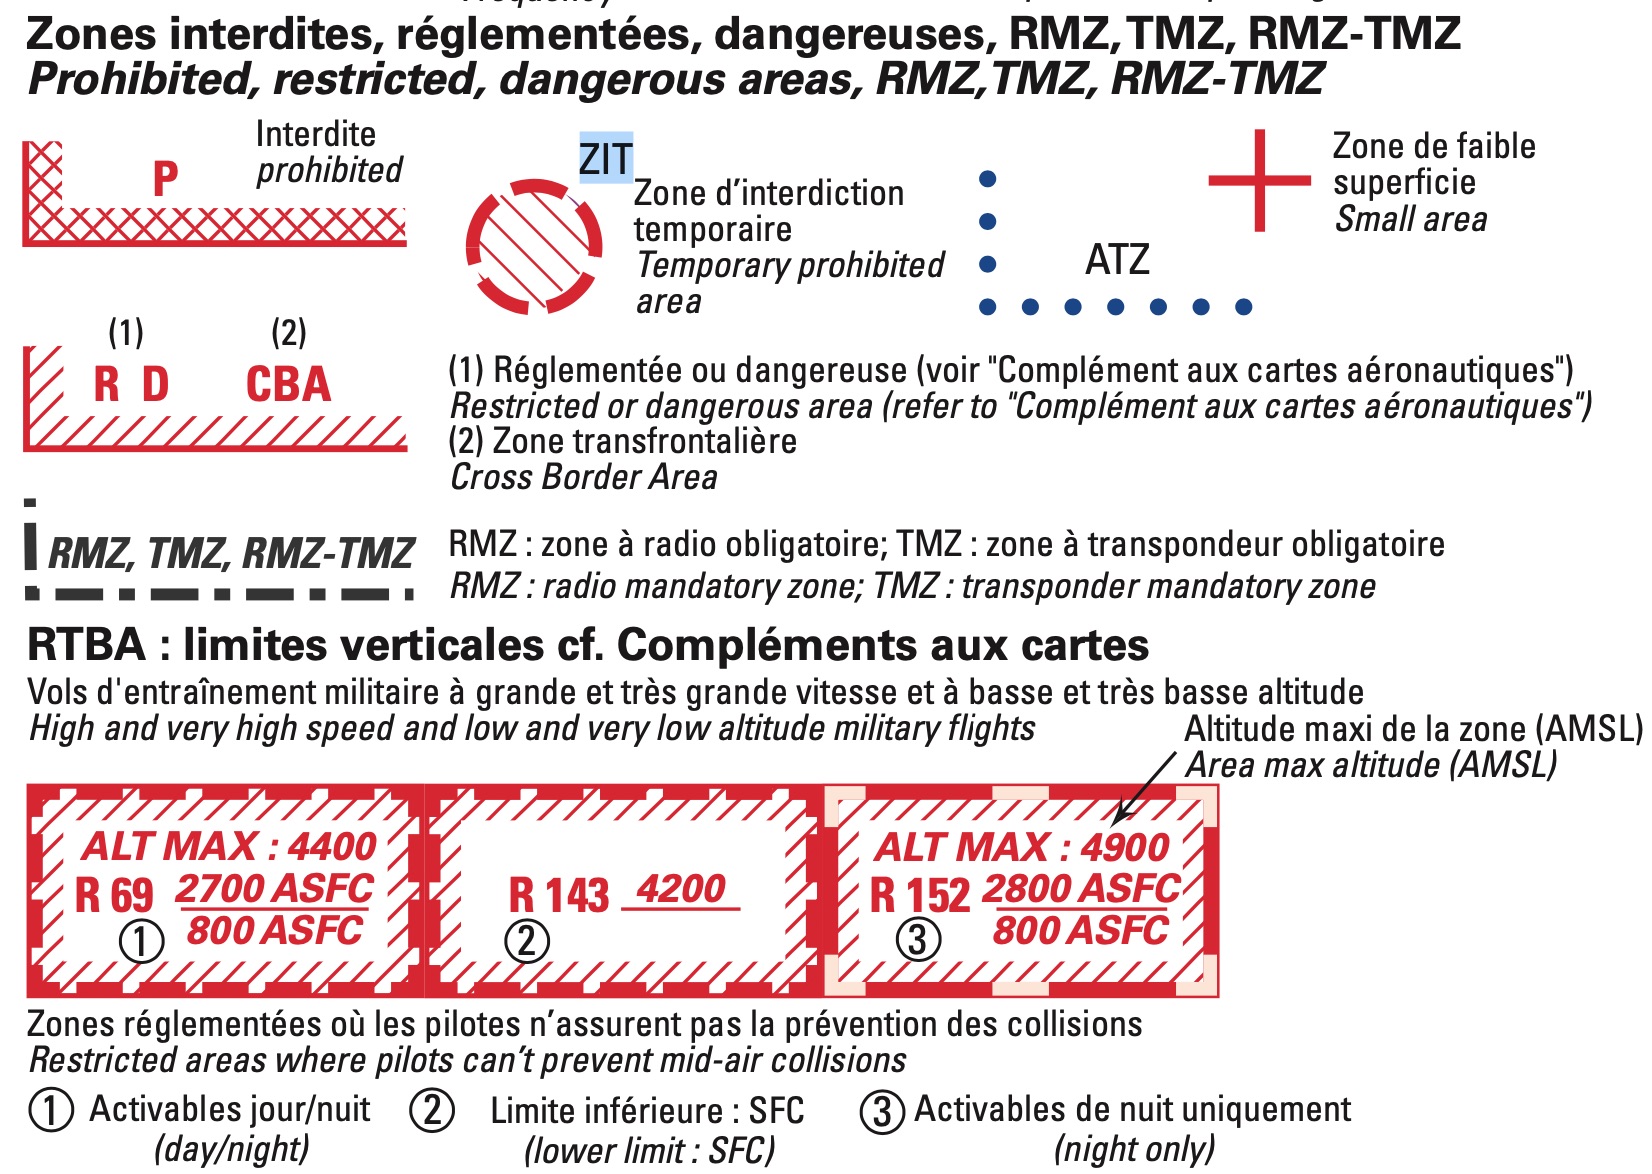 Frequency
Zones interdites, réglementées, dangereuses, RMZ, TMZ, RMZ-TMZ
Prohibited, restricted, dangerous areas, RMZ, TMZ, RMZ-TMZ
P
Interdite
prohibited
ZIT
Zone d'interdiction
temporaire
Temporary prohibited
area
ATZ
Zone de faible
superficie
Small area
(1) (2)
R D CBA
(1) Réglementée ou dangereuse (voir "Complément aux cartes aéronautiques")
Restricted or dangerous area (refer to "Complément aux cartes aéronautiques")
(2) Zone transfrontalière
Cross Border Area
RMZ, TMZ, RMZ-TMZ
RMZ : zone à radio obligatoire; TMZ : zone à transpondeur obligatoire
RMZ : radio mandatory zone; TMZ : transponder mandatory zone
RTBA : limites verticales cf. Compléments aux cartes
Vols d'entraînement militaire à grande et très grande vitesse et à basse et très basse altitude
High and very high speed and low and very low altitude military flights
Altitude maxi de la zone (AMSL)
Area max altitude (AMSL)
ALT MAX : 4400
R 69 2700 ASFC
800 ASFC
1
R 143 4200
2
ALT MAX : 4900
R 152 2800 ASFC
800 ASFC
3
Zones réglementées où les pilotes n'assurent pas la prévention des collisions
Restricted areas where pilots can't prevent mid-air collisions
1 Activables jour/nuit
(day/night)
2 Limite inférieure : SFC
(lower limit : SFC)
3 Activables de nuit uniquement
(night only)